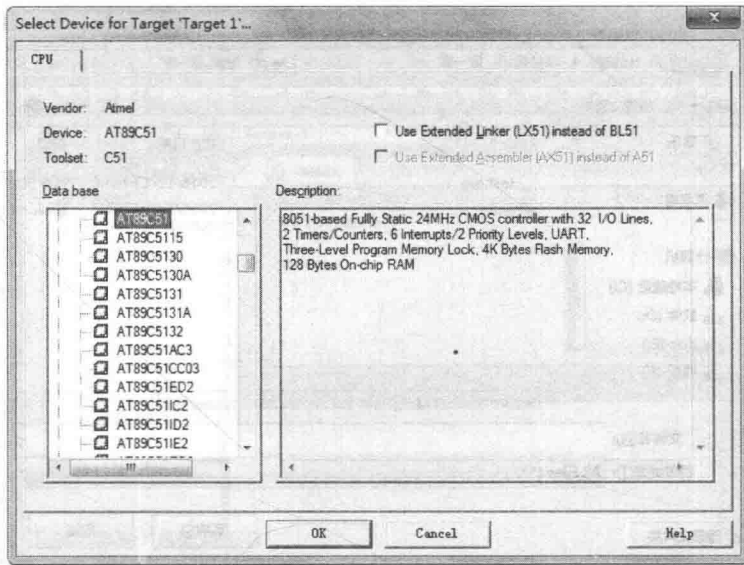 Select Device for Target 'Target 1'...
CPU
Vendor: Atmel
Device: AT89C51
Toolset: C51
Use Extended Linker (LX51) instead of BL51
Use Extended Assembler (AX51) instead of A51
Data base
AT89C51
AT89C5115
AT89C5130
AT89C5130A
AT89C5131
AT89C5131A
AT89C5132
AT89C51AC3
AT89C51CC03
AT89C51ED2
AT89C51IC2
AT89C51ID2
AT89C51IE2
Description:
8051-based Fully Static 24MHz CMOS controller with 32 I/O Lines,
2 Timers/Counters, 6 Interrupts/2 Priority Levels, UART,
Three-Level Program Memory Lock, 4K Bytes Flash Memory,
128 Bytes On-chip RAM
OK
Cancel
Help